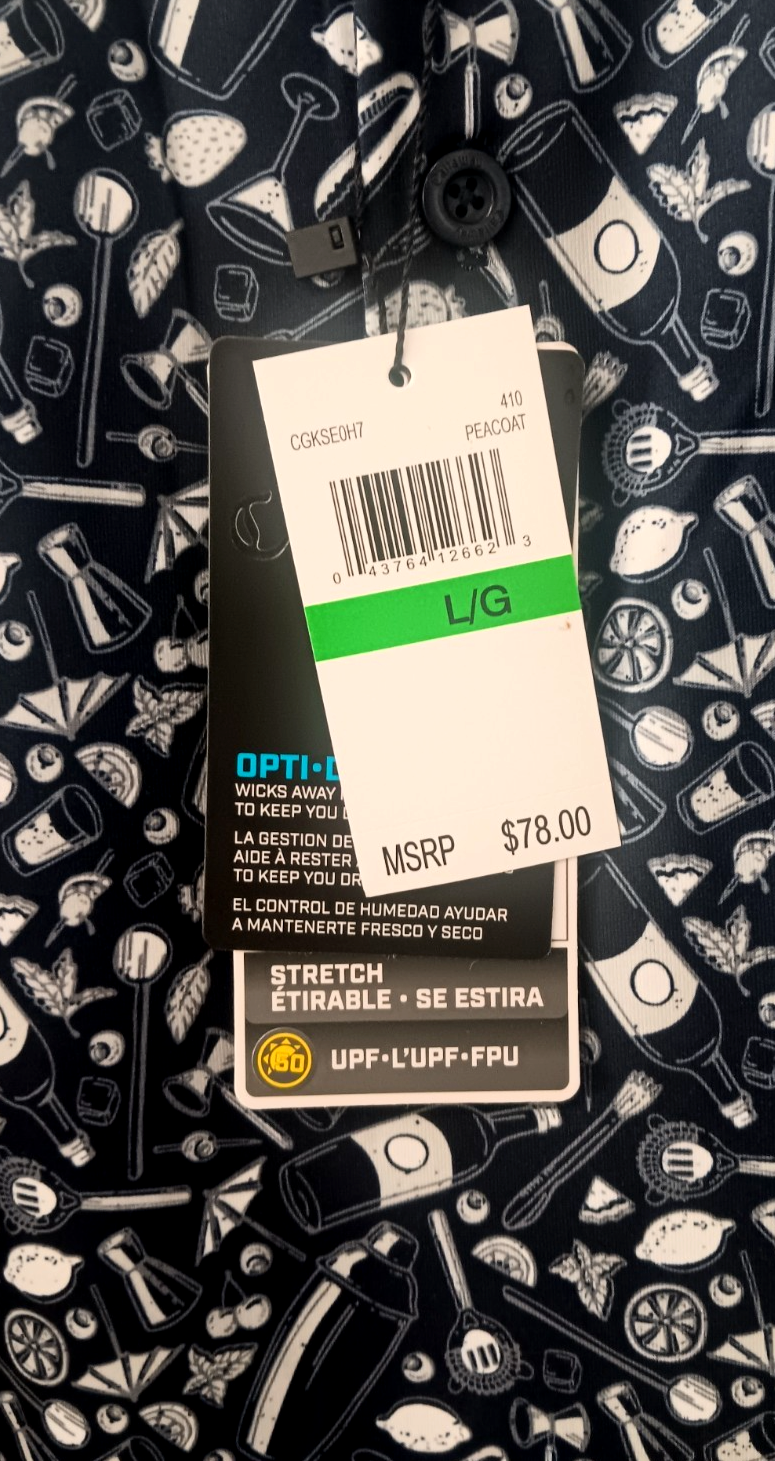 410
CGKSE0H7 PEACOAT
0 43764 12662 3
L/G
MSRP $78.00
WICKS AWAY
TO KEEP YOU
LA GESTION DE
AIDE À RESTER
TO KEEP YOU
EL CONTROL DE HUMEDAD AYUDAR
A MANTENERTE FRESCO Y SECO
STRETCH
ÉTIRABLE • SE ESTIRA
50 UPF•L'UPF•FPU